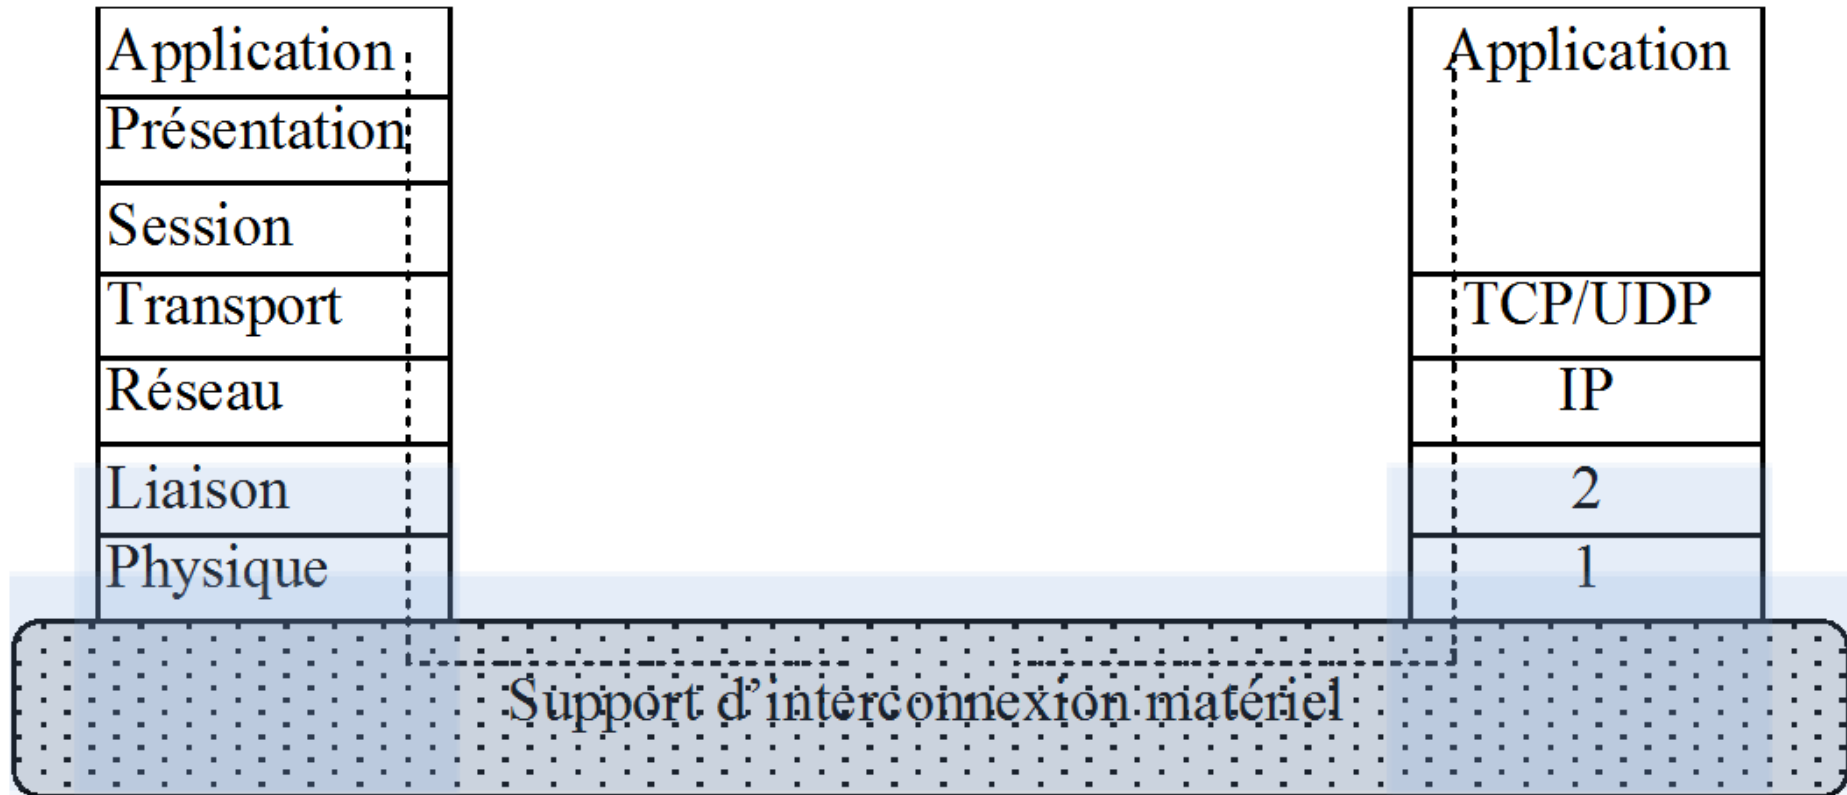 Application
Présentation
Session
Transport
Réseau
Liaison
Physique
Application
TCP/UDP
IP
2
1
Support d’interconnexion matériel